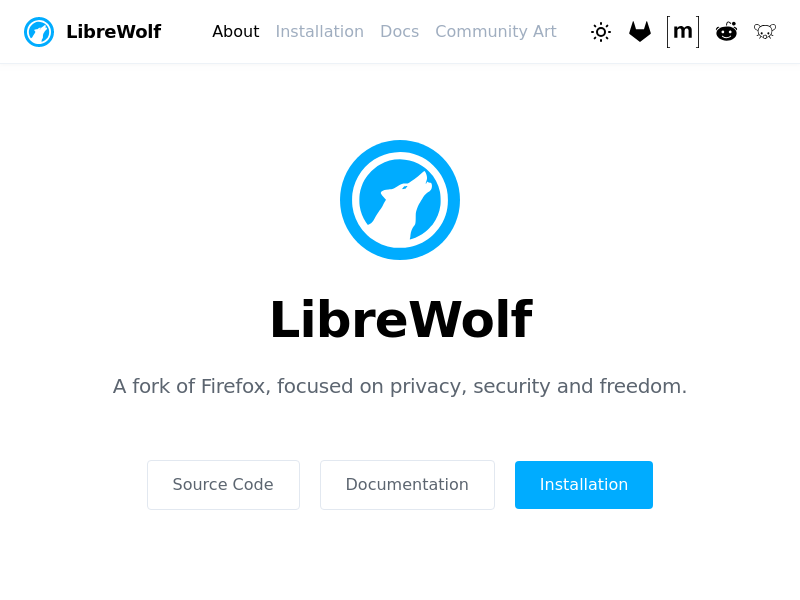 LibreWolf About Installation Docs Community Art [m]
LibreWolf
A fork of Firefox, focused on privacy, security and freedom.
Source Code Documentation Installation